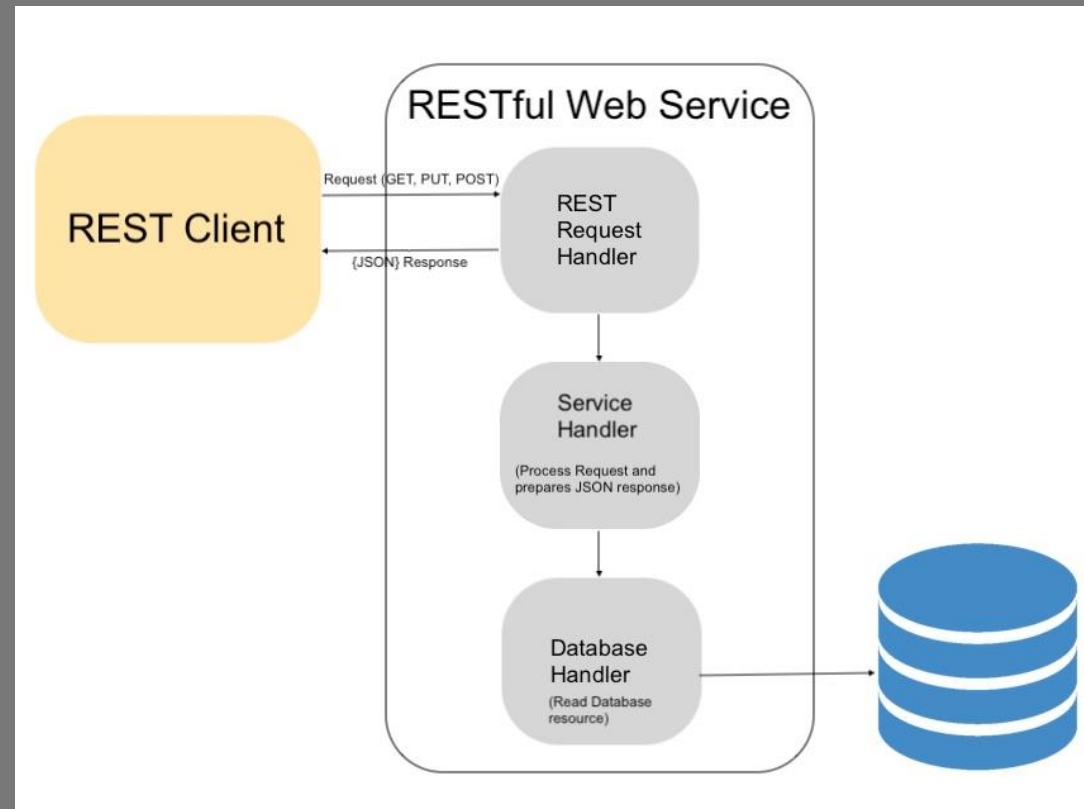 RESTful Web Service
REST Client
Request (GET, PUT, POST)
{JSON} Response
REST
Request
Handler
Service
Handler
(Process Request and
prepares JSON response)
Database
Handler
(Read Database
resource)